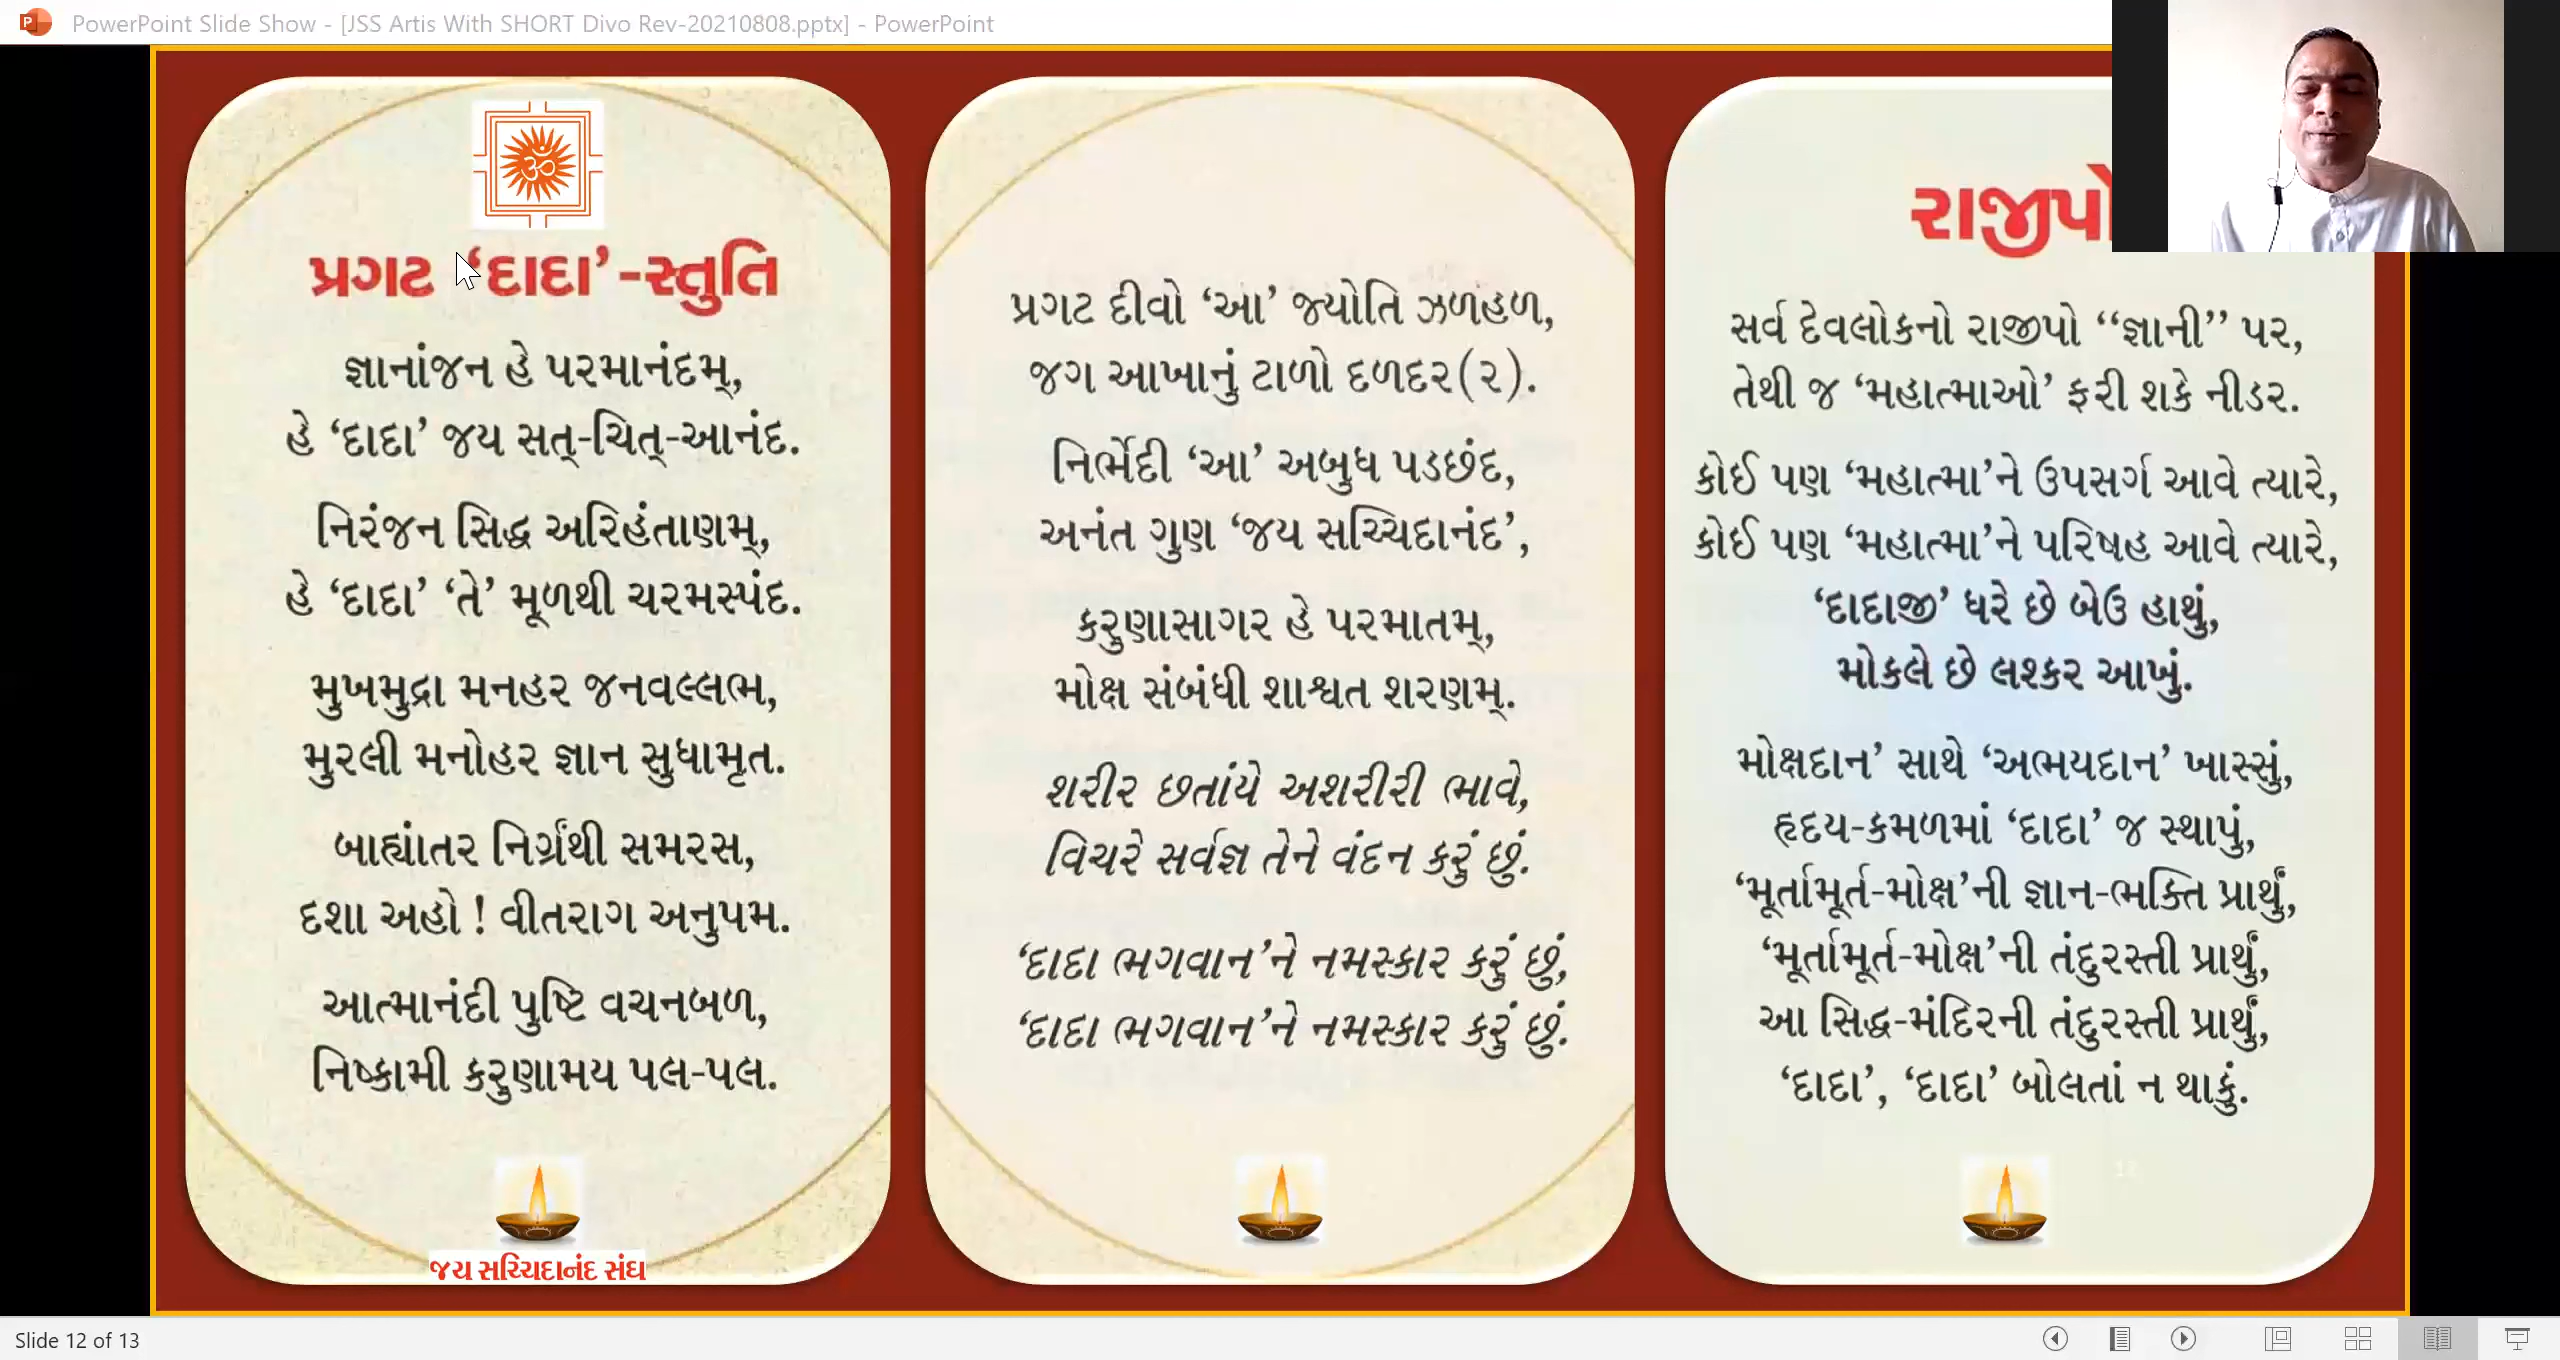 PowerPoint Slide Show - [JSS Artis With SHORT Divo Rev-20210808.pptx] - PowerPoint
પ્રગટ ‘દાદા’-સ્તુતિ
જ્ઞાનાંજન હે પરમાનંદમ્,
હે ‘દાદા’ જય સત્-ચિત્-આનંદ.
નિરંજન સિદ્ધ અરિહંતાણમ્,
હે ‘દાદા’ ‘તે’ મૂળથી ચરમસ્પંદ.
મુખમુદ્રા મનહર જનવલ્લભ,
મુરલી મનોહર જ્ઞાન સુધામૃત.
બાહ્યાંતર નિર્ગ્રંથી સમરસ,
દશા અહો ! વીતરાગ અનુપમ.
આત્માનંદી પુષ્ટિ વચનબળ,
નિષ્કામી કરુણામય પલ-પલ.
જય સચ્ચિદાનંદ સંઘ
પ્રગટ દીવો ‘આ’ જ્યોતિ ઝળહળ,
જગ આખાનું ટાળો દળદર(૨).
નિર્ભેદી ‘આ’ અબુધ પડછંદ,
અનંત ગુણ ‘જય સચ્ચિદાનંદ’,
કરુણાસાગર હે પરમાતમ્,
મોક્ષ સંબંધી શાશ્વત શરણમ્.
શરીર છતાંયે અશરીરી ભાવે,
વિચરે સર્વજ્ઞ તેને વંદન કરું છું.
‘દાદા ભગવાન’ને નમસ્કાર કરું છું,
‘દાદા ભગવાન’ને નમસ્કાર કરું છું.
રાજીપો
સર્વ દેવલોકનો રાજીપો “જ્ઞાની” પર,
તેથી જ ‘મહાત્માઓ’ ફરી શકે નીડર.
કોઈ પણ ‘મહાત્મા’ને ઉપસર્ગ આવે ત્યારે,
કોઈ પણ ‘મહાત્મા’ને પરિષહ આવે ત્યારે,
‘દાદાજી’ ધરે છે બેઉ હાથું,
મોકલે છે લશ્કર આખું.
મોક્ષદાન’ સાથે ‘અભયદાન’ ખાસ્સું,
હૃદય-કમળમાં ‘દાદા’ જ સ્થાપું,
‘મૂર્તામૂર્ત-મોક્ષ’ની જ્ઞાન-ભક્તિ પ્રાર્થું,
‘મૂર્તામૂર્ત-મોક્ષ’ની તંદુરસ્તી પ્રાર્થું,
આ સિદ્ધ-મંદિરની તંદુરસ્તી પ્રાર્થું,
‘દાદા’, ‘દાદા’ બોલતાં ન થાકું.
12
Slide 12 of 13